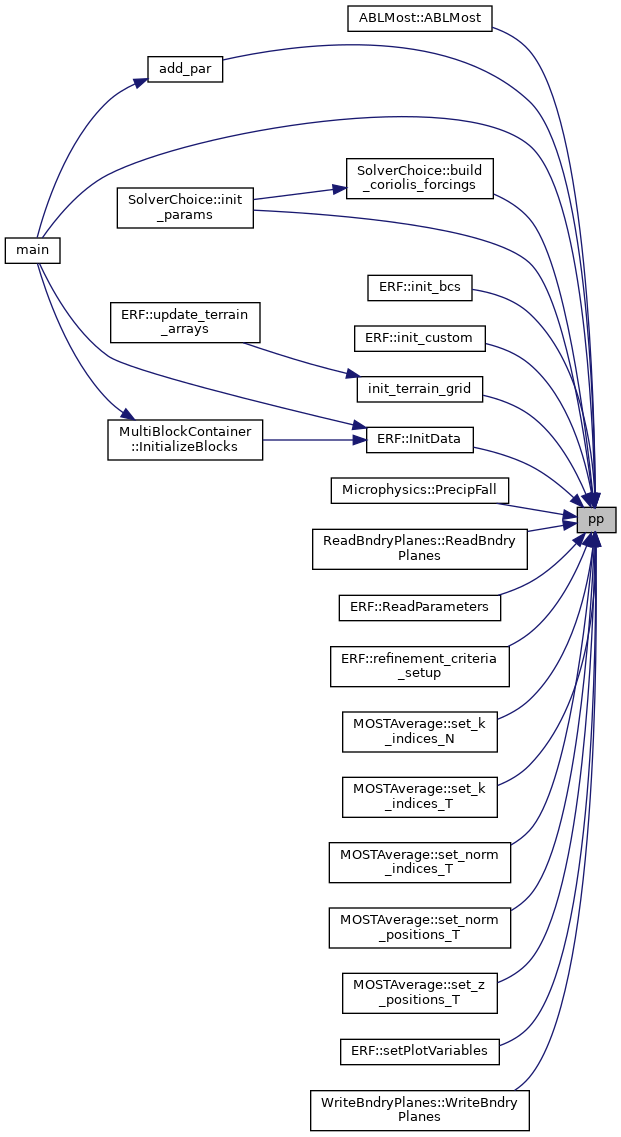 ABLMost::ABLMost
add_par
SolverChoice::build
_coriolis_forcings
SolverChoice::init
_params
main
ERF::init_bcs
ERF::update_terrain
_arrays
ERF::init_custom
init_terrain_grid
MultiBlockContainer
::InitializeBlocks
ERF::InitData
Microphysics::PrecipFall
pp
ReadBndryPlanes::ReadBndry
Planes
ERF::ReadParameters
ERF::refinement_criteria
_setup
MOSTAverage::set_k
_indices_N
MOSTAverage::set_k
_indices_T
MOSTAverage::set_norm
_indices_T
MOSTAverage::set_norm
_positions_T
MOSTAverage::set_z
_positions_T
ERF::setPlotVariables
WriteBndryPlanes::WriteBndry
Planes